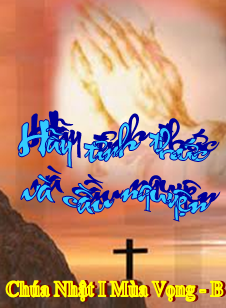 Hãy tỉnh thức
và cầu nguyện
Chúa Nhật I Mùa Vọng - B